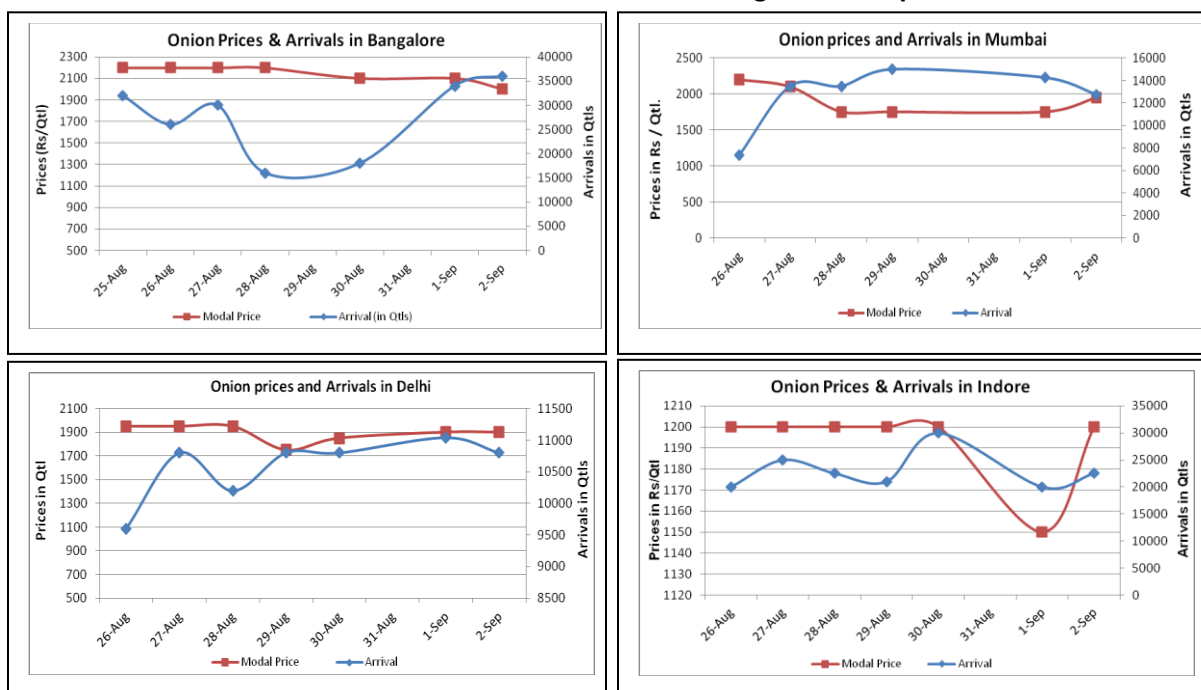 Onion Prices & Arrivals in Bangalore
2300
2100
1900
1700
1500
1300
1100
900
700
500
Prices (Rs/Qtl)
40000
35000
30000
25000
20000
15000
10000
5000
0
Arrivals in Qtls
25-Aug
26-Aug
27-Aug
28-Aug
29-Aug
30-Aug
31-Aug
1-Sep
2-Sep
Modal Price
Arrival (in Qtls)
Onion prices and Arrivals in Mumbai
2500
2000
1500
1000
500
0
Prices in Rs / Qtl.
16000
14000
12000
10000
8000
6000
4000
2000
0
Arrivals in Qtls
26-Aug
27-Aug
28-Aug
29-Aug
30-Aug
31-Aug
1-Sep
2-Sep
Modal Price
Arrival
Onion prices and Arrivals in Delhi
2100
1900
1700
1500
1300
1100
900
700
500
Prices in Qtl
11500
11000
10500
10000
9500
9000
8500
Arrivals in Qtls
26-Aug
27-Aug
28-Aug
29-Aug
30-Aug
31-Aug
1-Sep
2-Sep
Modal Price
Arrival
Onion Prices & Arrivals in Indore
1210
1200
1190
1180
1170
1160
1150
1140
1130
1120
Prices in Rs/Qtl
35000
30000
25000
20000
15000
10000
5000
0
Arrivals in Qtls
26-Aug
27-Aug
28-Aug
29-Aug
30-Aug
31-Aug
1-Sep
2-Sep
Modal Price
Arrival